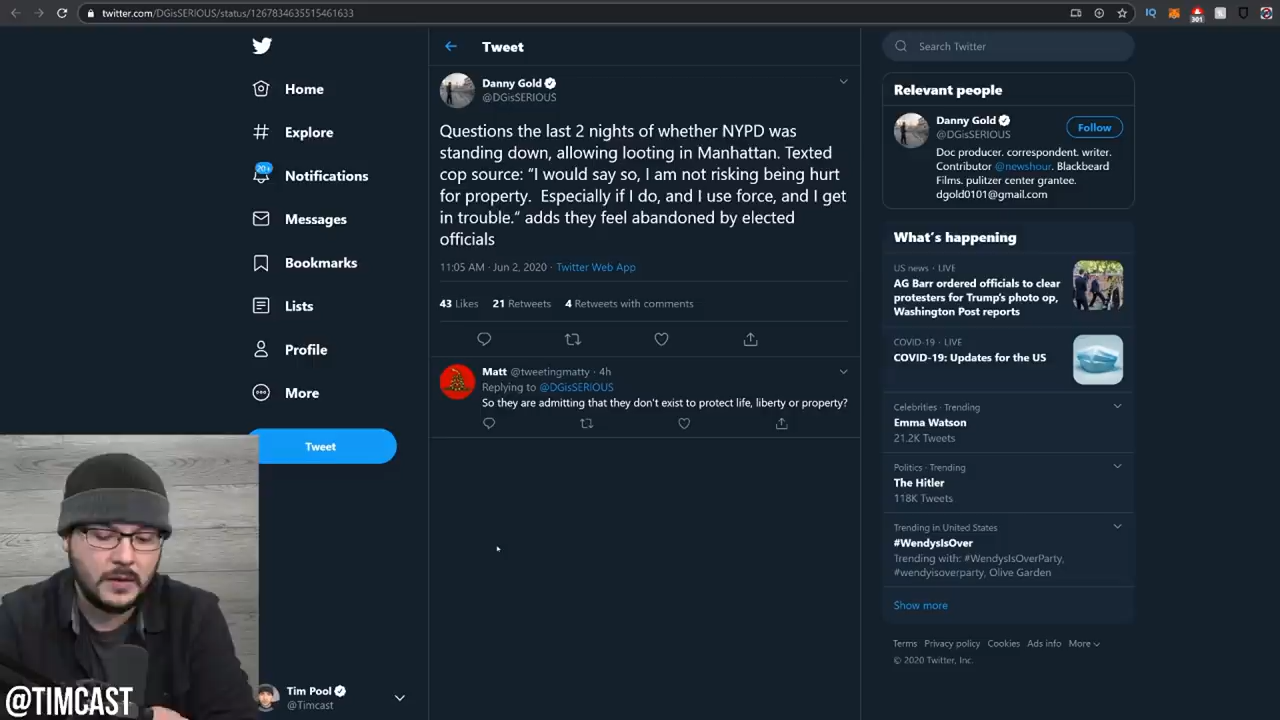 twitter.com/DGisSERIOUS/status/1267834635515461633
301
Home
Explore
20+
Notifications
Messages
Bookmarks
Lists
Profile
More
Tweet
Tim Pool
@Timcast
@TIMCAST
Tweet
Danny Gold
@DGisSERIOUS
Questions the last 2 nights of whether NYPD was
standing down, allowing looting in Manhattan. Texted
cop source: “I would say so, I am not risking being hurt
for property.  Especially if I do, and I use force, and I get
in trouble.“ adds they feel abandoned by elected
officials
11:05 AM · Jun 2, 2020 · Twitter Web App
43 Likes 21 Retweets 4 Retweets with comments
Matt @tweetingmatty · 4h
Replying to @DGisSERIOUS
So they are admitting that they don't exist to protect life, liberty or property?
Search Twitter
Relevant people
Danny Gold
@DGisSERIOUS
Follow
Doc producer. correspondent. writer.
Contributor @newshour. Blackbeard
Films. pulitzer center grantee.
dgold0101@gmail.com
What's happening
US news · LIVE
AG Barr ordered officials to clear
protesters for Trump's photo op,
Washington Post reports
COVID-19 · LIVE
COVID-19: Updates for the US
Celebrities · Trending
Emma Watson
21.2K Tweets
Politics · Trending
The Hitler
118K Tweets
Trending in United States
#WendysIsOver
Trending with: #WendysIsOverParty,
#wendyisoverparty, Olive Garden
Show more
Terms Privacy policy Cookies Ads info More
© 2020 Twitter, Inc.